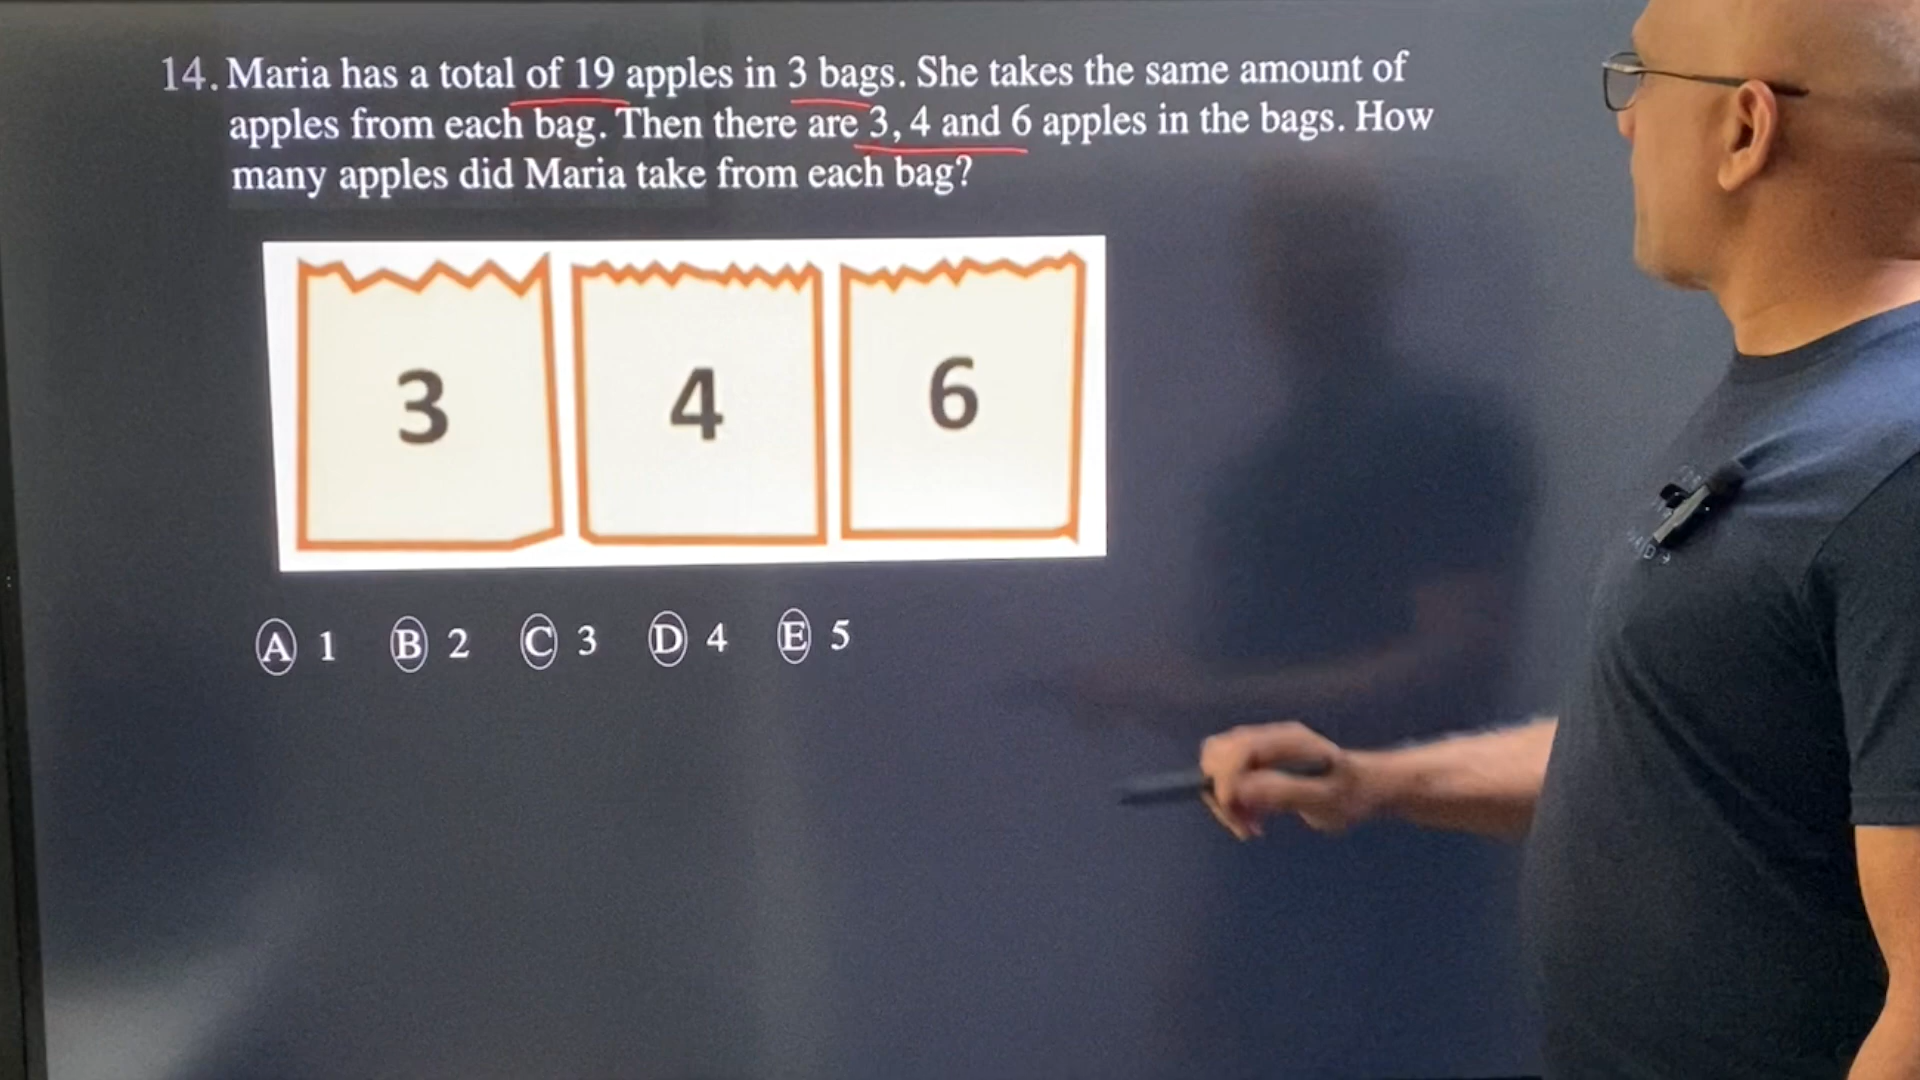 14. Maria has a total of 19 apples in 3 bags. She takes the same amount of
apples from each bag. Then there are 3, 4 and 6 apples in the bags. How
many apples did Maria take from each bag?
3 4 6
A 1 B 2 C 3 D 4 E 5